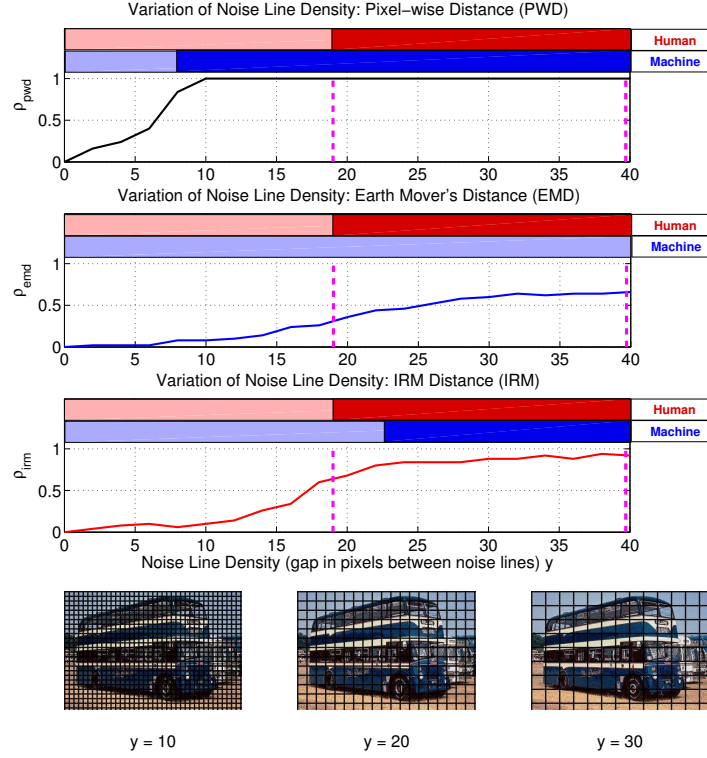 Variation of Noise Line Density: Pixel−wise Distance (PWD)
Human
Machine
1
0.5
0
ρpwd
0 5 10 15 20 25 30 35 40
Variation of Noise Line Density: Earth Mover's Distance (EMD)
Human
Machine
1
0.5
0
ρemd
0 5 10 15 20 25 30 35 40
Variation of Noise Line Density: IRM Distance (IRM)
Human
Machine
1
0.5
0
ρirm
0 5 10 15 20 25 30 35 40
Noise Line Density (gap in pixels between noise lines) y
y = 10 y = 20 y = 30